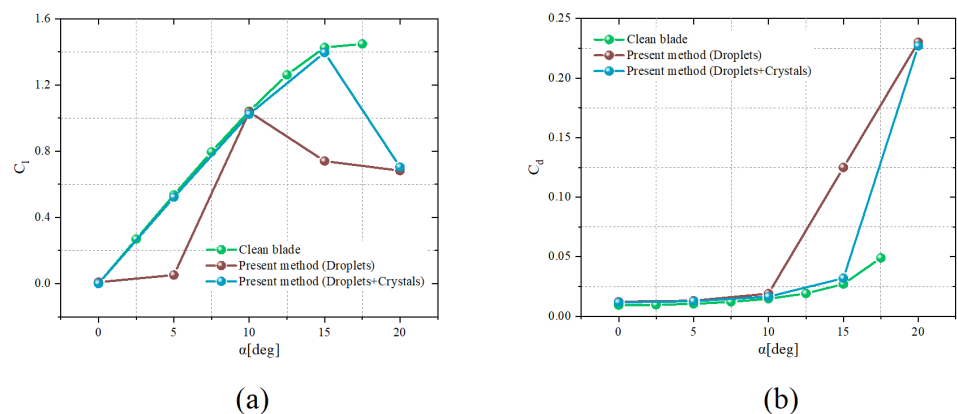 1.6
1.2
0.8
0.4
0.0
C₁
Clean blade
Present method (Droplets)
Present method (Droplets+Crystals)
0 5 10 15 20
α[deg]
(a)
0.25
0.20
0.15
0.10
0.05
0.00
C_d
Clean blade
Present method (Droplets)
Present method (Droplets+Crystals)
0 5 10 15 20
α[deg]
(b)